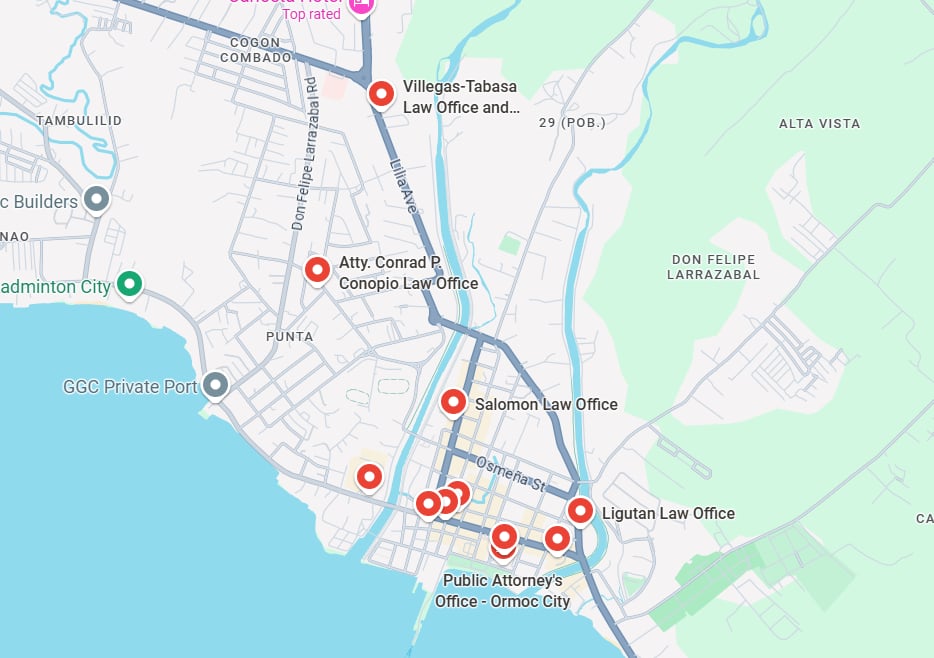 Top rated
COGON
COMBADO
Villegas-Tabasa
Law Office and...
TAMBULILID
29 (POB.)
ALTA VISTA
Don Felipe Larrazabal Rd
Lilia Ave
c Builders
NAO
Atty. Conrad P.
Conopio Law Office
DON FELIPE
LARRAZABAL
adminton City
PUNTA
GGC Private Port
Salomon Law Office
Osmeña St
Ligutan Law Office
CA
Public Attorney's
Office - Ormoc City